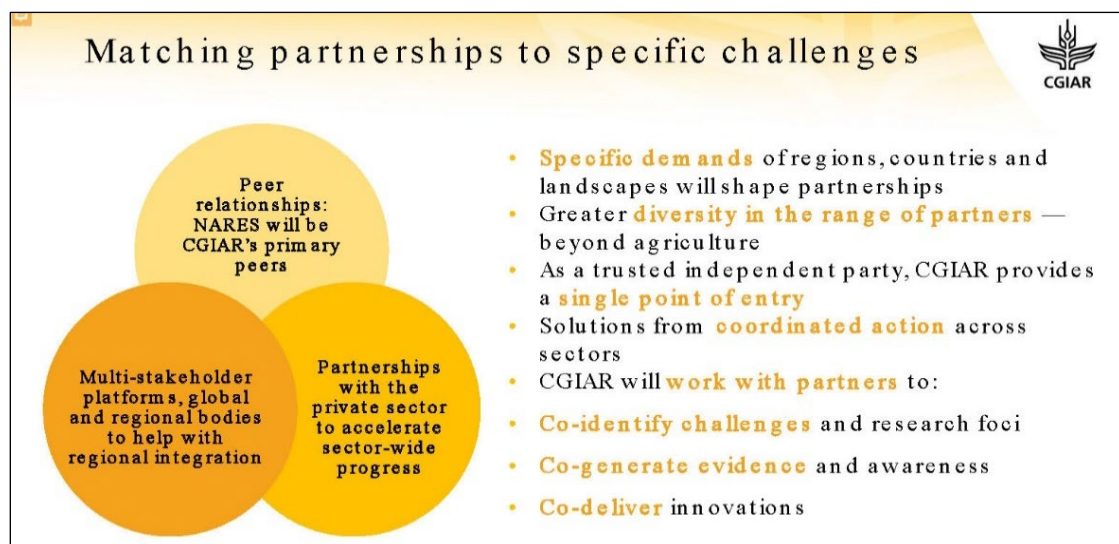 Matching partnerships to specific challenges
CGIAR
Peer
relationships:
NARES will be
CGIAR's primary
peers
Multi-stakeholder
platforms, global
and regional bodies
to help with
regional integration
Partnerships
with the
private sector
to accelerate
sector-wide
progress
• Specific demands of regions, countries and
landscapes will shape partnerships
• Greater diversity in the range of partners —
beyond agriculture
• As a trusted independent party, CGIAR provides
a single point of entry
• Solutions from coordinated action across
sectors
• CGIAR will work with partners to:
• Co-identify challenges and research foci
• Co-generate evidence and awareness
• Co-deliver innovations